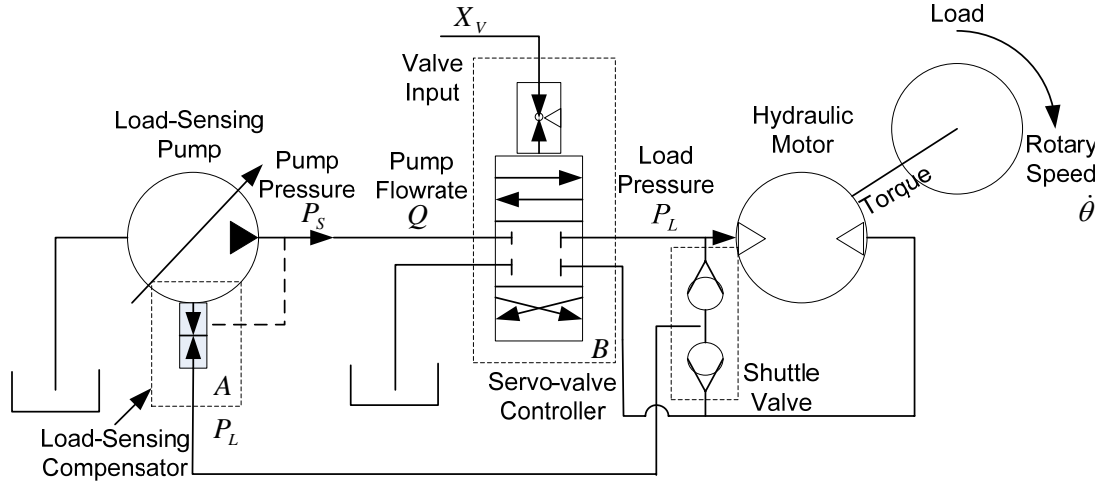 X_V
Load
Valve
Input
Load-Sensing
Pump
Hydraulic
Motor
Pump
Pressure
P_S
Pump
Flowrate
Q
Load
Pressure
P_L
Rotary
Speed
θ̇
Torque
A
B
Servo-valve
Controller
Shuttle
Valve
Load-Sensing
Compensator
P_L